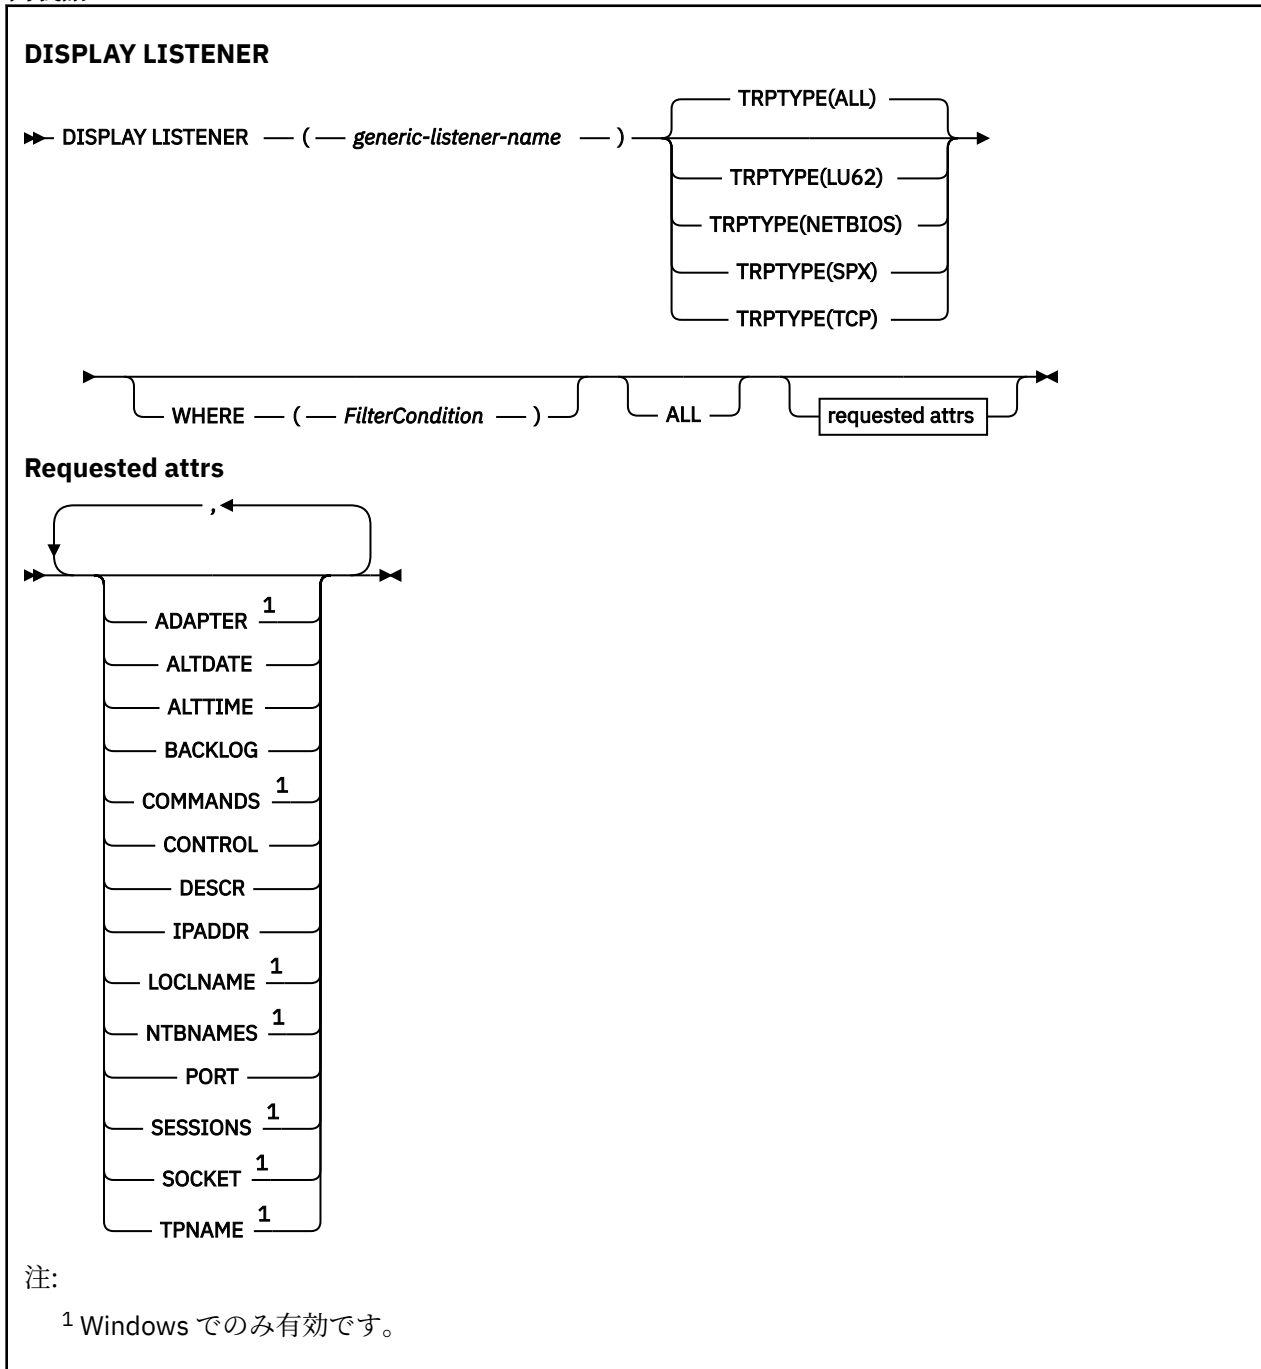 DISPLAY LISTENER
TRPTYPE(ALL)
DISPLAY LISTENER ( generic-listener-name )
TRPTYPE(LU62)
TRPTYPE(NETBIOS)
TRPTYPE(SPX)
TRPTYPE(TCP)
WHERE ( FilterCondition ) ALL requested attrs
Requested attrs
,
ADAPTER 1
ALTDATE
ALTTIME
BACKLOG
COMMANDS 1
CONTROL
DESCR
IPADDR
LOCLNAME 1
NTBNAMES 1
PORT
SESSIONS 1
SOCKET 1
TPNAME 1
注:
1 Windows でのみ有効です。